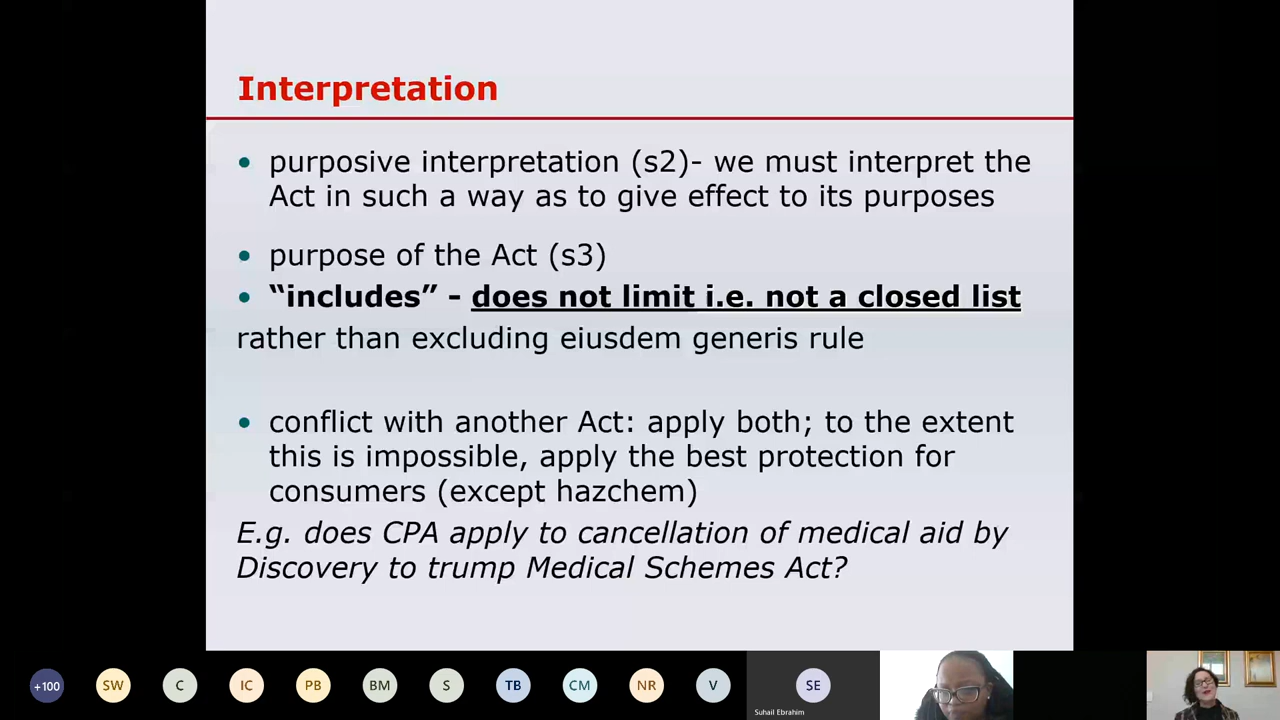 Interpretation
• purposive interpretation (s2)- we must interpret the
Act in such a way as to give effect to its purposes
• purpose of the Act (s3)
• “includes” - does not limit i.e. not a closed list
rather than excluding eiusdem generis rule
• conflict with another Act: apply both; to the extent
this is impossible, apply the best protection for
consumers (except hazchem)
E.g. does CPA apply to cancellation of medical aid by
Discovery to trump Medical Schemes Act?
+100 SW C IC PB BM S TB CM NR V SE
Suhail Ebrahim